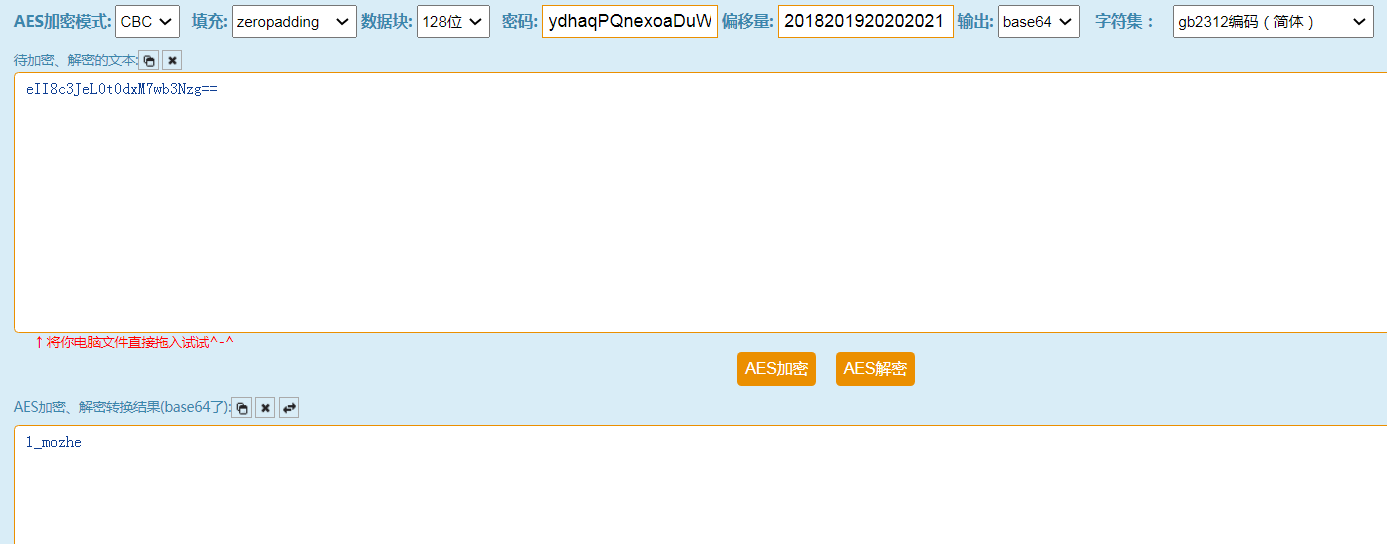 AES加密模式: CBC 填充: zeropadding 数据块: 128位 密码: ydhaqPQnexoaDuW 偏移量: 2018201920202021 输出: base64 字符集： gb2312编码（简体）
待加密、解密的文本:
eII8c3JeL0t0dxM7wb3Nzg==
↑将你电脑文件直接拖入试试^-^
AES加密 AES解密
AES加密、解密转换结果(base64了):
1_mozhe